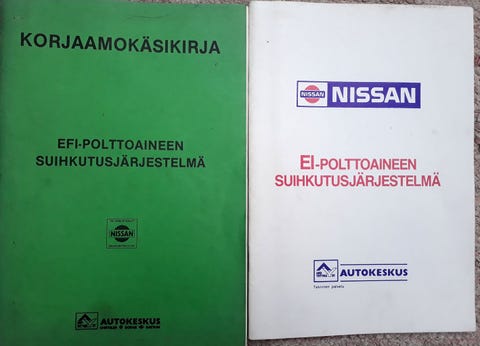 KORJAAMOKÄSIKIRJA
EFI-POLTTOAINEEN
SUIHKUTUSJÄRJESTELMÄ
NISSAN
AUTOKESKUS
NISSAN
EI-POLTTOAINEEN
SUIHKUTUSJÄRJESTELMÄ
AUTOKESKUS
Tekninen palvelu